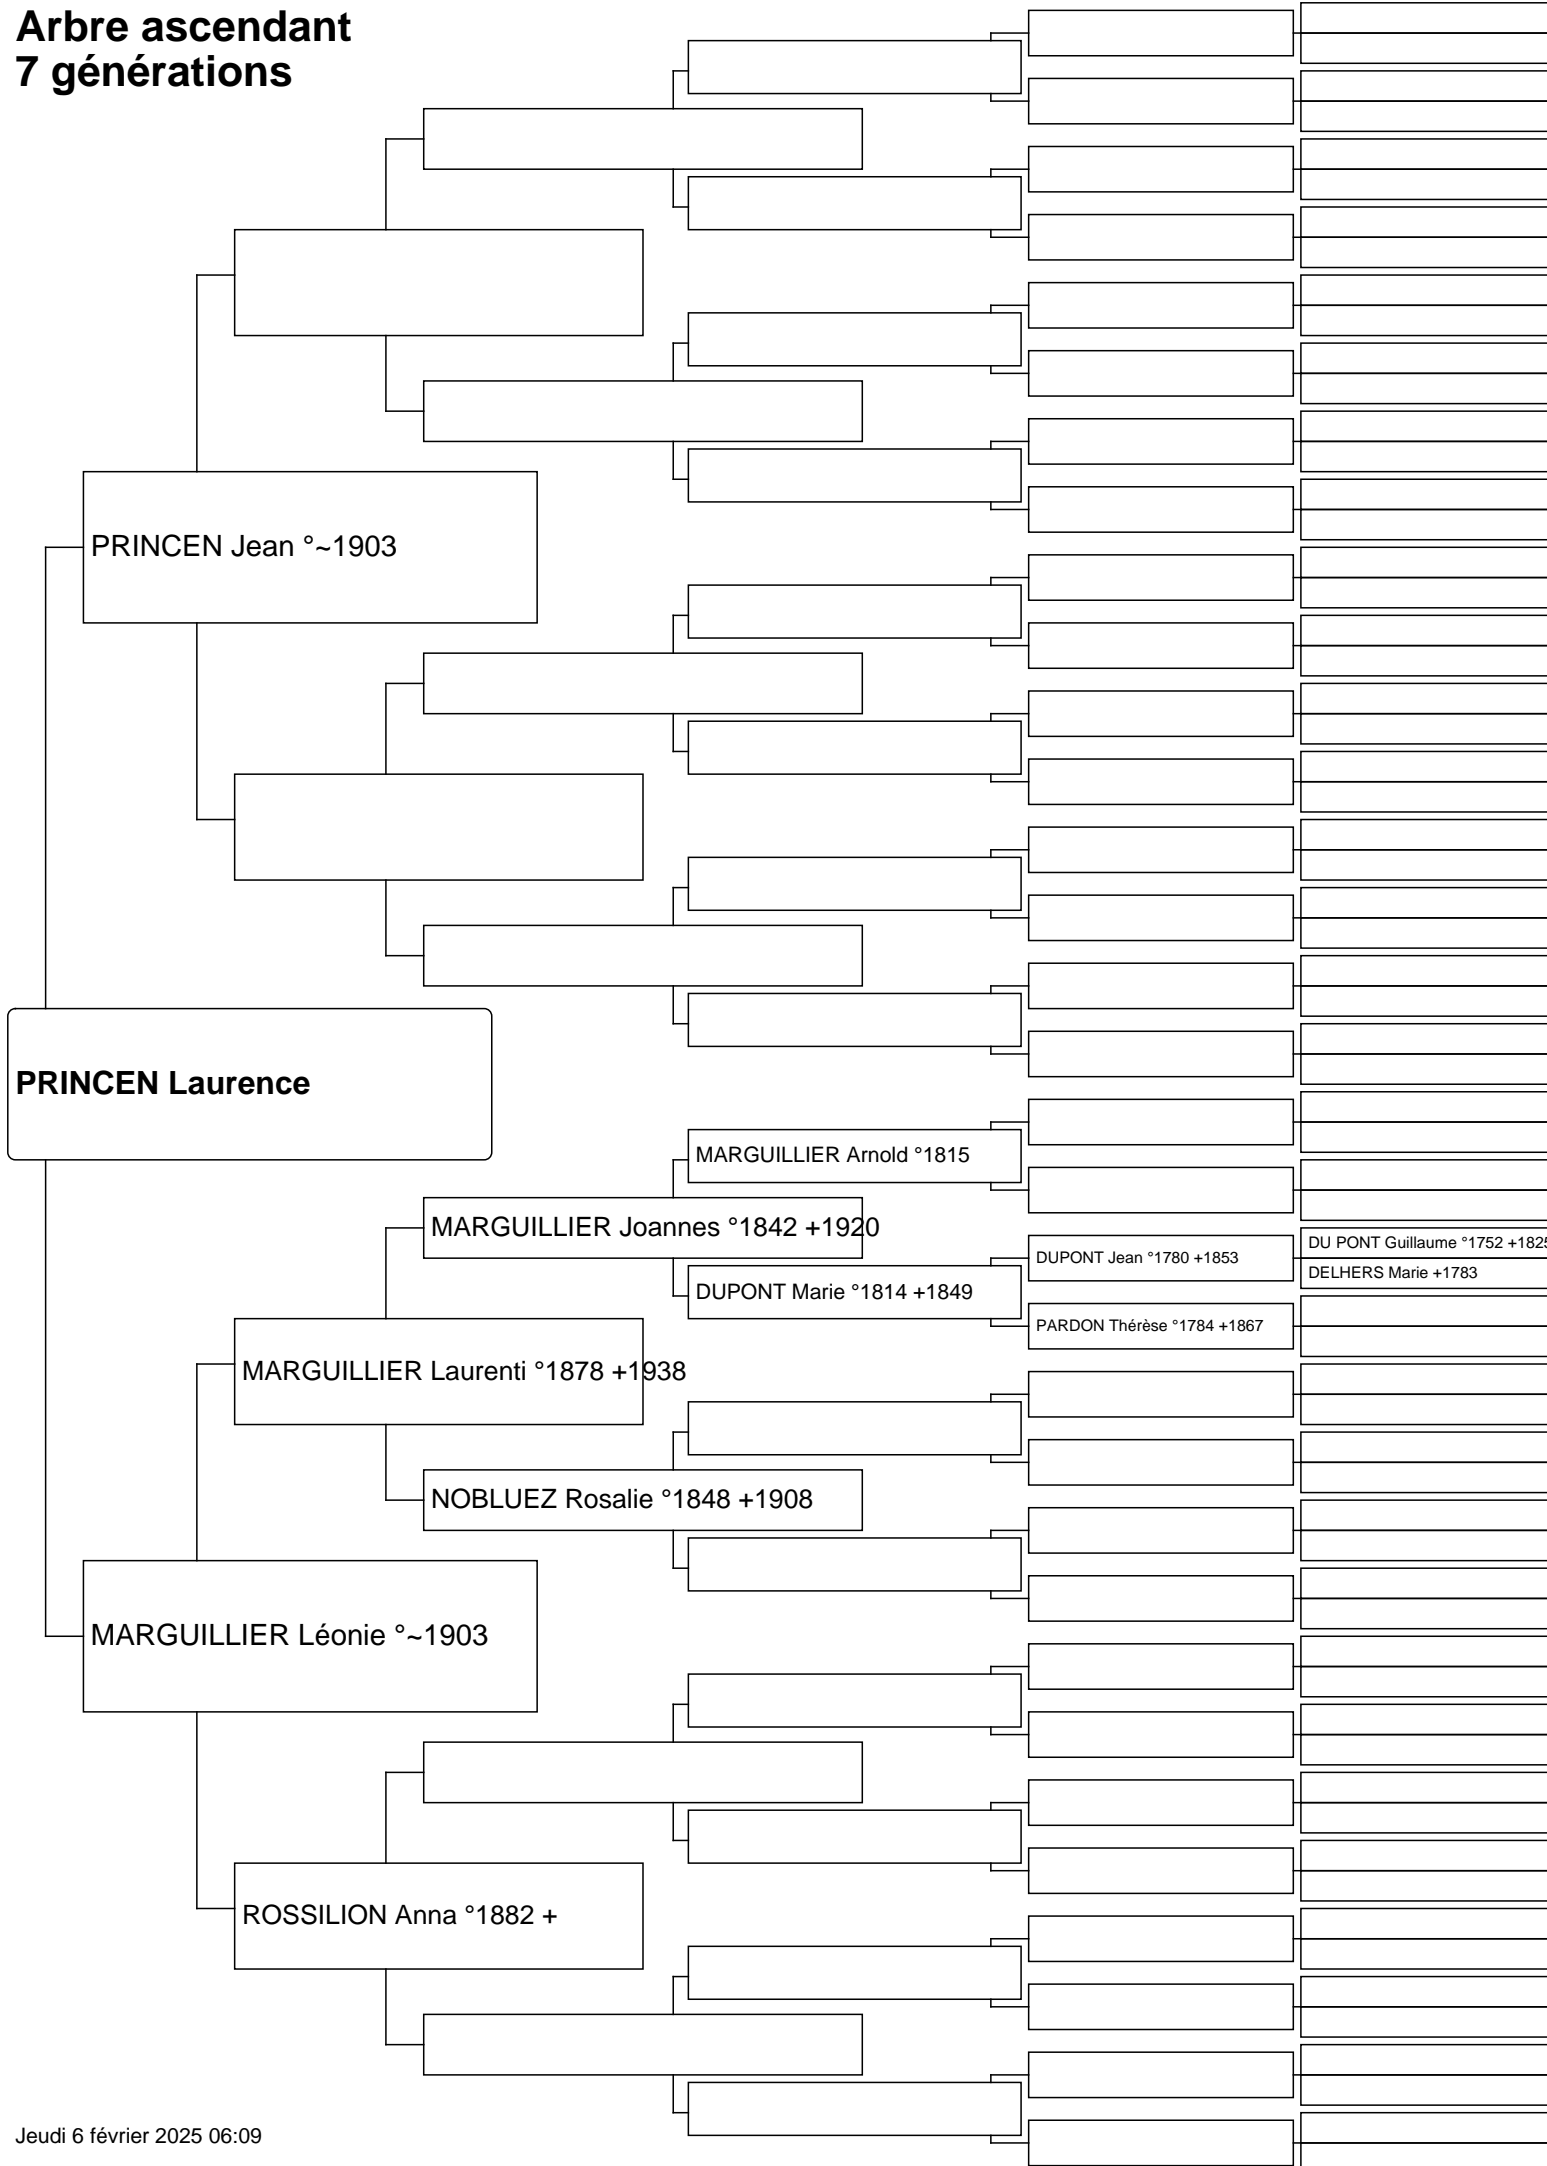 Arbre ascendant
7 générations
PRINCEN Jean °~1903
PRINCEN Laurence
MARGUILLIER Arnold °1815
MARGUILLIER Joannes °1842 +1920
DU PONT Guillaume °1752 +1825
DUPONT Jean °1780 +1853
DELHERS Marie +1783
DUPONT Marie °1814 +1849
PARDON Thérèse °1784 +1867
MARGUILLIER Laurenti °1878 +1938
NOBLUEZ Rosalie °1848 +1908
MARGUILLIER Léonie °~1903
ROSSILION Anna °1882 +
Jeudi 6 février 2025 06:09